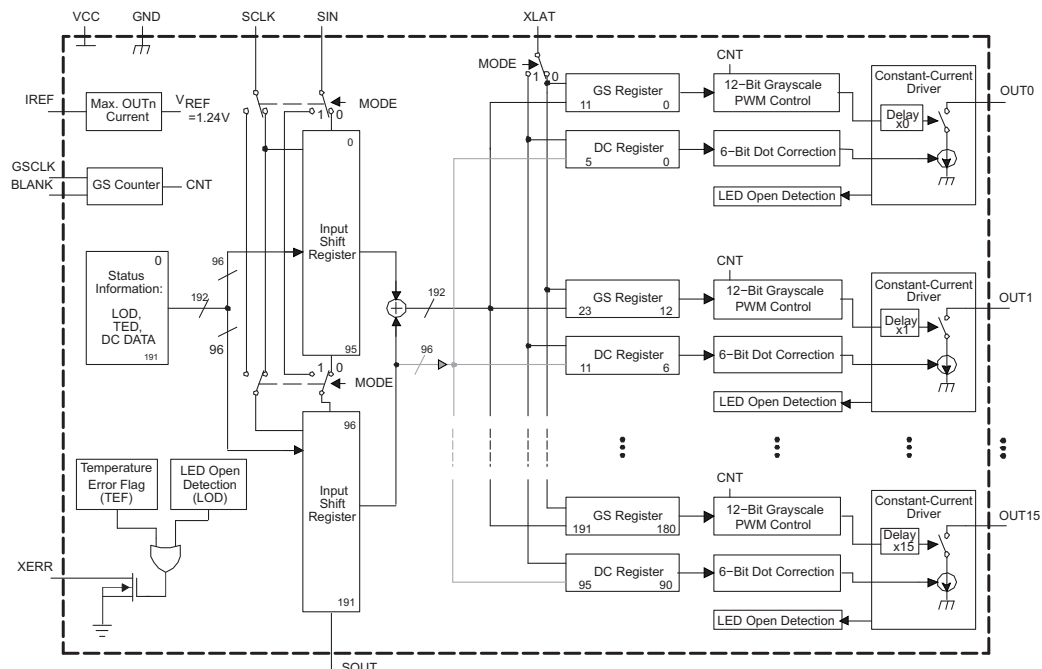 VCC GND SCLK SIN XLAT
MODE
1 0
CNT
GS Register
11 0
12−Bit Grayscale
PWM Control
Constant−Current
Driver
Delay
x0
OUT0
IREF
Max. OUTn
Current
VREF
=1.24V
MODE
1 0
DC Register
5 0
6−Bit Dot Correction
LED Open Detection
GSCLK
BLANK
GS Counter
CNT
0
Input
Shift
Register
95
0
Status
Information:
LOD,
TED,
DC DATA
191
192
96
96
192
96
1 0
MODE
CNT
GS Register
23 12
12−Bit Grayscale
PWM Control
Constant−Current
Driver
Delay
x1
OUT1
DC Register
11 6
6−Bit Dot Correction
LED Open Detection
96
Input
Shift
Register
191
Temperature
Error Flag
(TEF)
LED Open
Detection
(LOD)
XERR
CNT
GS Register
191 180
12−Bit Grayscale
PWM Control
Constant−Current
Driver
Delay
x15
OUT15
DC Register
95 90
6−Bit Dot Correction
LED Open Detection
SOUT